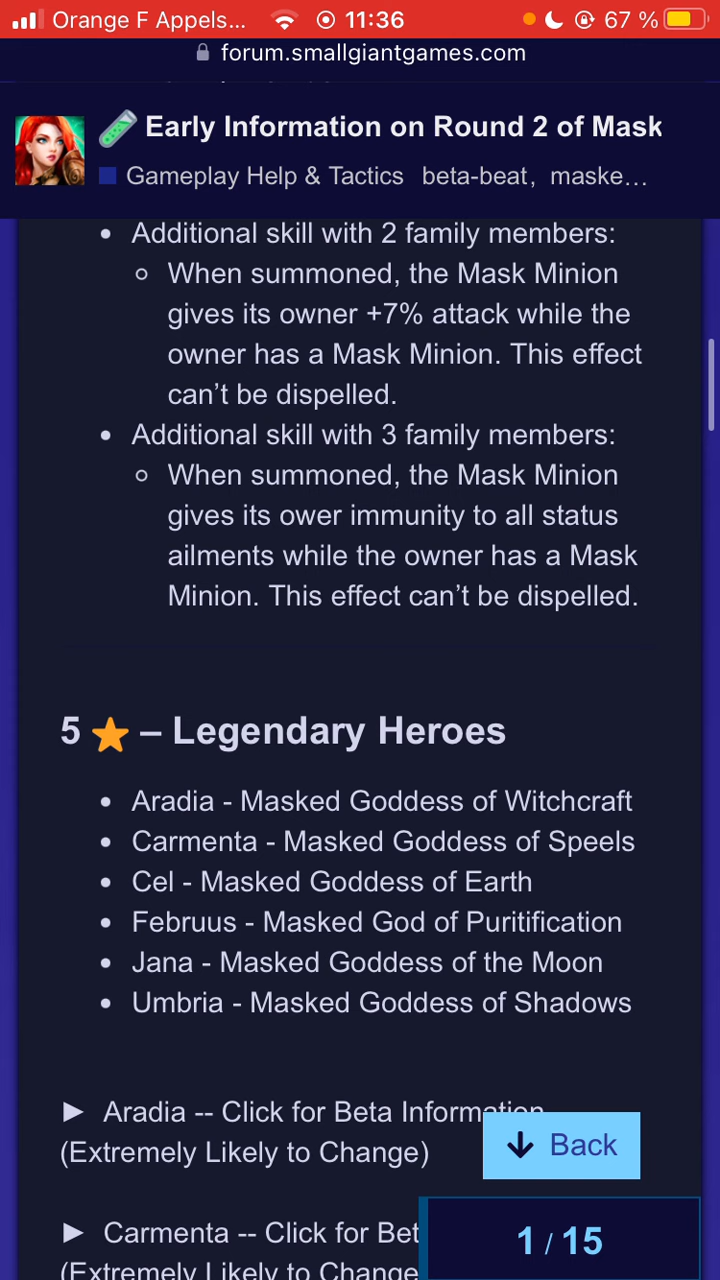 Orange F Appels... 11:36 67 %
forum.smallgiantgames.com
Early Information on Round 2 of Mask
Gameplay Help & Tactics beta-beat, maske...
• Additional skill with 2 family members:
○ When summoned, the Mask Minion
gives its owner +7% attack while the
owner has a Mask Minion. This effect
can’t be dispelled.
• Additional skill with 3 family members:
○ When summoned, the Mask Minion
gives its ower immunity to all status
ailments while the owner has a Mask
Minion. This effect can’t be dispelled.
5 ⭐ – Legendary Heroes
• Aradia - Masked Goddess of Witchcraft
• Carmenta - Masked Goddess of Speels
• Cel - Masked Goddess of Earth
• Februus - Masked God of Puritification
• Jana - Masked Goddess of the Moon
• Umbria - Masked Goddess of Shadows
► Aradia -- Click for Beta Information
(Extremely Likely to Change)
↓ Back
► Carmenta -- Click for Bet
(Extremely Likely to Change
1 / 15